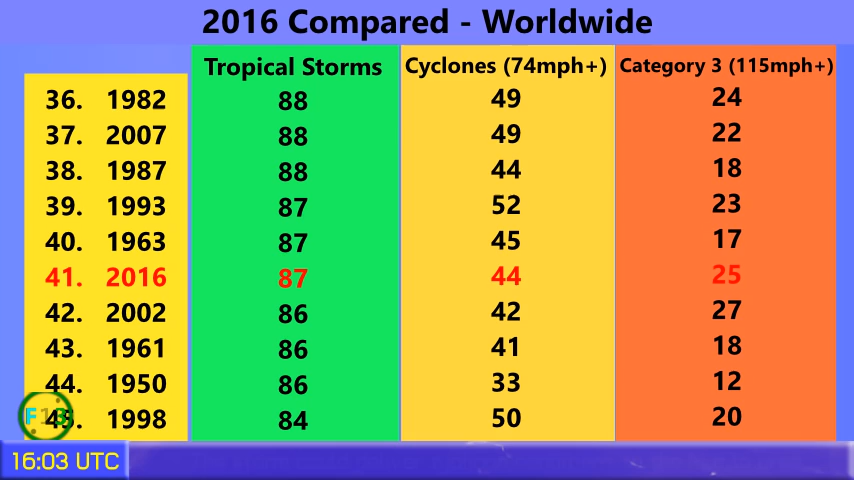 2016 Compared - Worldwide
Tropical Storms Cyclones (74mph+) Category 3 (115mph+)
36. 1982 88 49 24
37. 2007 88 49 22
38. 1987 88 44 18
39. 1993 87 52 23
40. 1963 87 45 17
41. 2016 87 44 25
42. 2002 86 42 27
43. 1961 86 41 18
44. 1950 86 33 12
45. 1998 84 50 20
F13
16:03 UTC